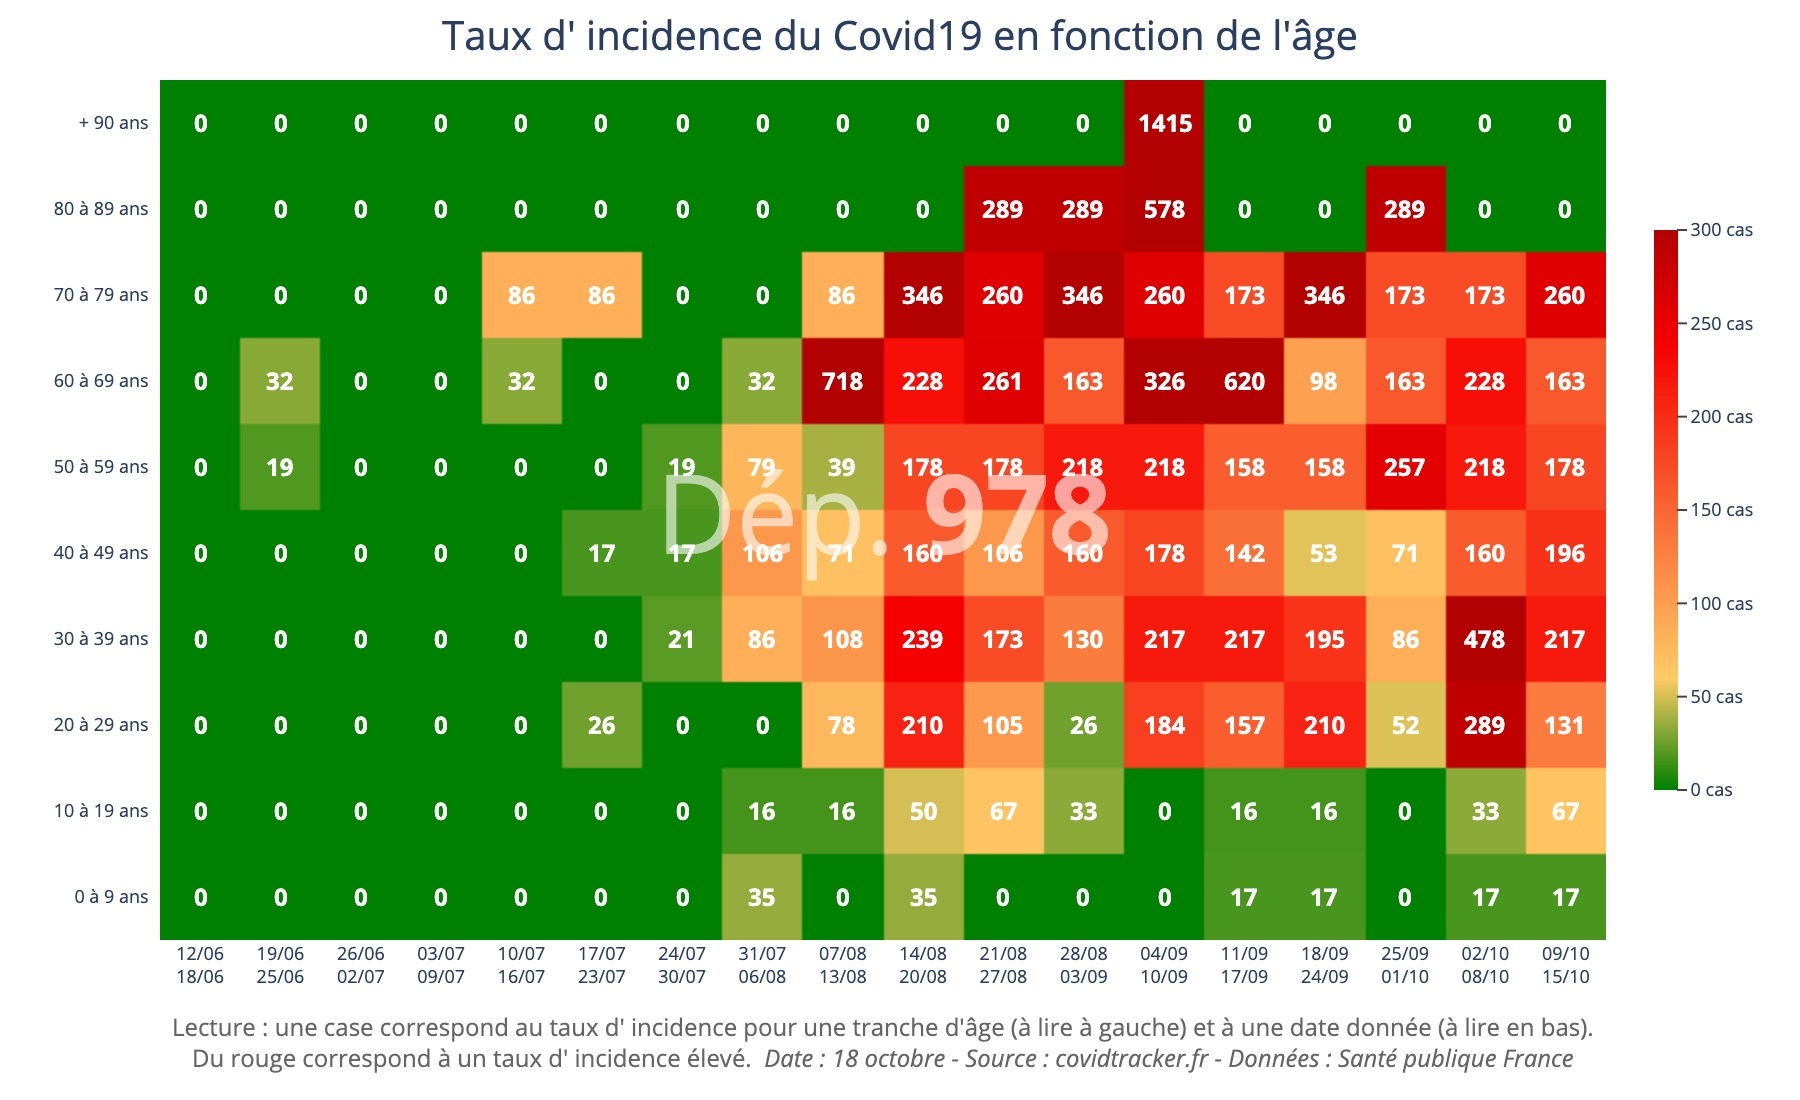 Taux d' incidence du Covid19 en fonction de l'âge
+ 90 ans 0 0 0 0 0 0 0 0 0 0 0 0 1415 0 0 0 0 0
80 à 89 ans 0 0 0 0 0 0 0 0 0 0 289 289 578 0 0 289 0 0
70 à 79 ans 0 0 0 0 86 86 0 0 86 346 260 346 260 173 346 173 173 260
60 à 69 ans 0 32 0 0 32 0 0 32 718 228 261 163 326 620 98 163 228 163
50 à 59 ans 0 19 0 0 0 0 19 79 39 178 178 218 218 158 158 257 218 178
Dép. 978
40 à 49 ans 0 0 0 0 0 17 17 106 71 160 106 160 178 142 53 71 160 196
30 à 39 ans 0 0 0 0 0 0 21 86 108 239 173 130 217 217 195 86 478 217
20 à 29 ans 0 0 0 0 0 26 0 0 78 210 105 26 184 157 210 52 289 131
10 à 19 ans 0 0 0 0 0 0 0 16 16 50 67 33 0 16 16 0 33 67
0 à 9 ans 0 0 0 0 0 0 0 35 0 35 0 0 0 17 17 0 17 17
12/06 19/06 26/06 03/07 10/07 17/07 24/07 31/07 07/08 14/08 21/08 28/08 04/09 11/09 18/09 25/09 02/10 09/10
18/06 25/06 02/07 09/07 16/07 23/07 30/07 06/08 13/08 20/08 27/08 03/09 10/09 17/09 24/09 01/10 08/10 15/10
300 cas
250 cas
200 cas
150 cas
100 cas
50 cas
0 cas
Lecture : une case correspond au taux d' incidence pour une tranche d'âge (à lire à gauche) et à une date donnée (à lire en bas).
Du rouge correspond à un taux d' incidence élevé. Date : 18 octobre - Source : covidtracker.fr - Données : Santé publique France